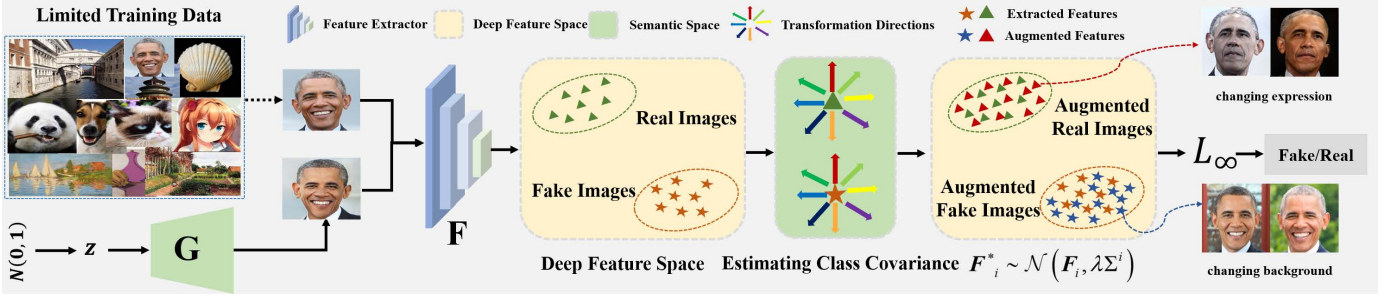 Limited Training Data
Feature Extractor
Deep Feature Space
Semantic Space
Transformation Directions
Extracted Features
Augmented Features
Real Images
Fake Images
Augmented
Real Images
Augmented
Fake Images
changing expression
L∞
Fake/Real
changing background
N(0, 1)
z
G
F
Deep Feature Space
Estimating Class Covariance
F*i ~ N(Fi, λΣ^i)